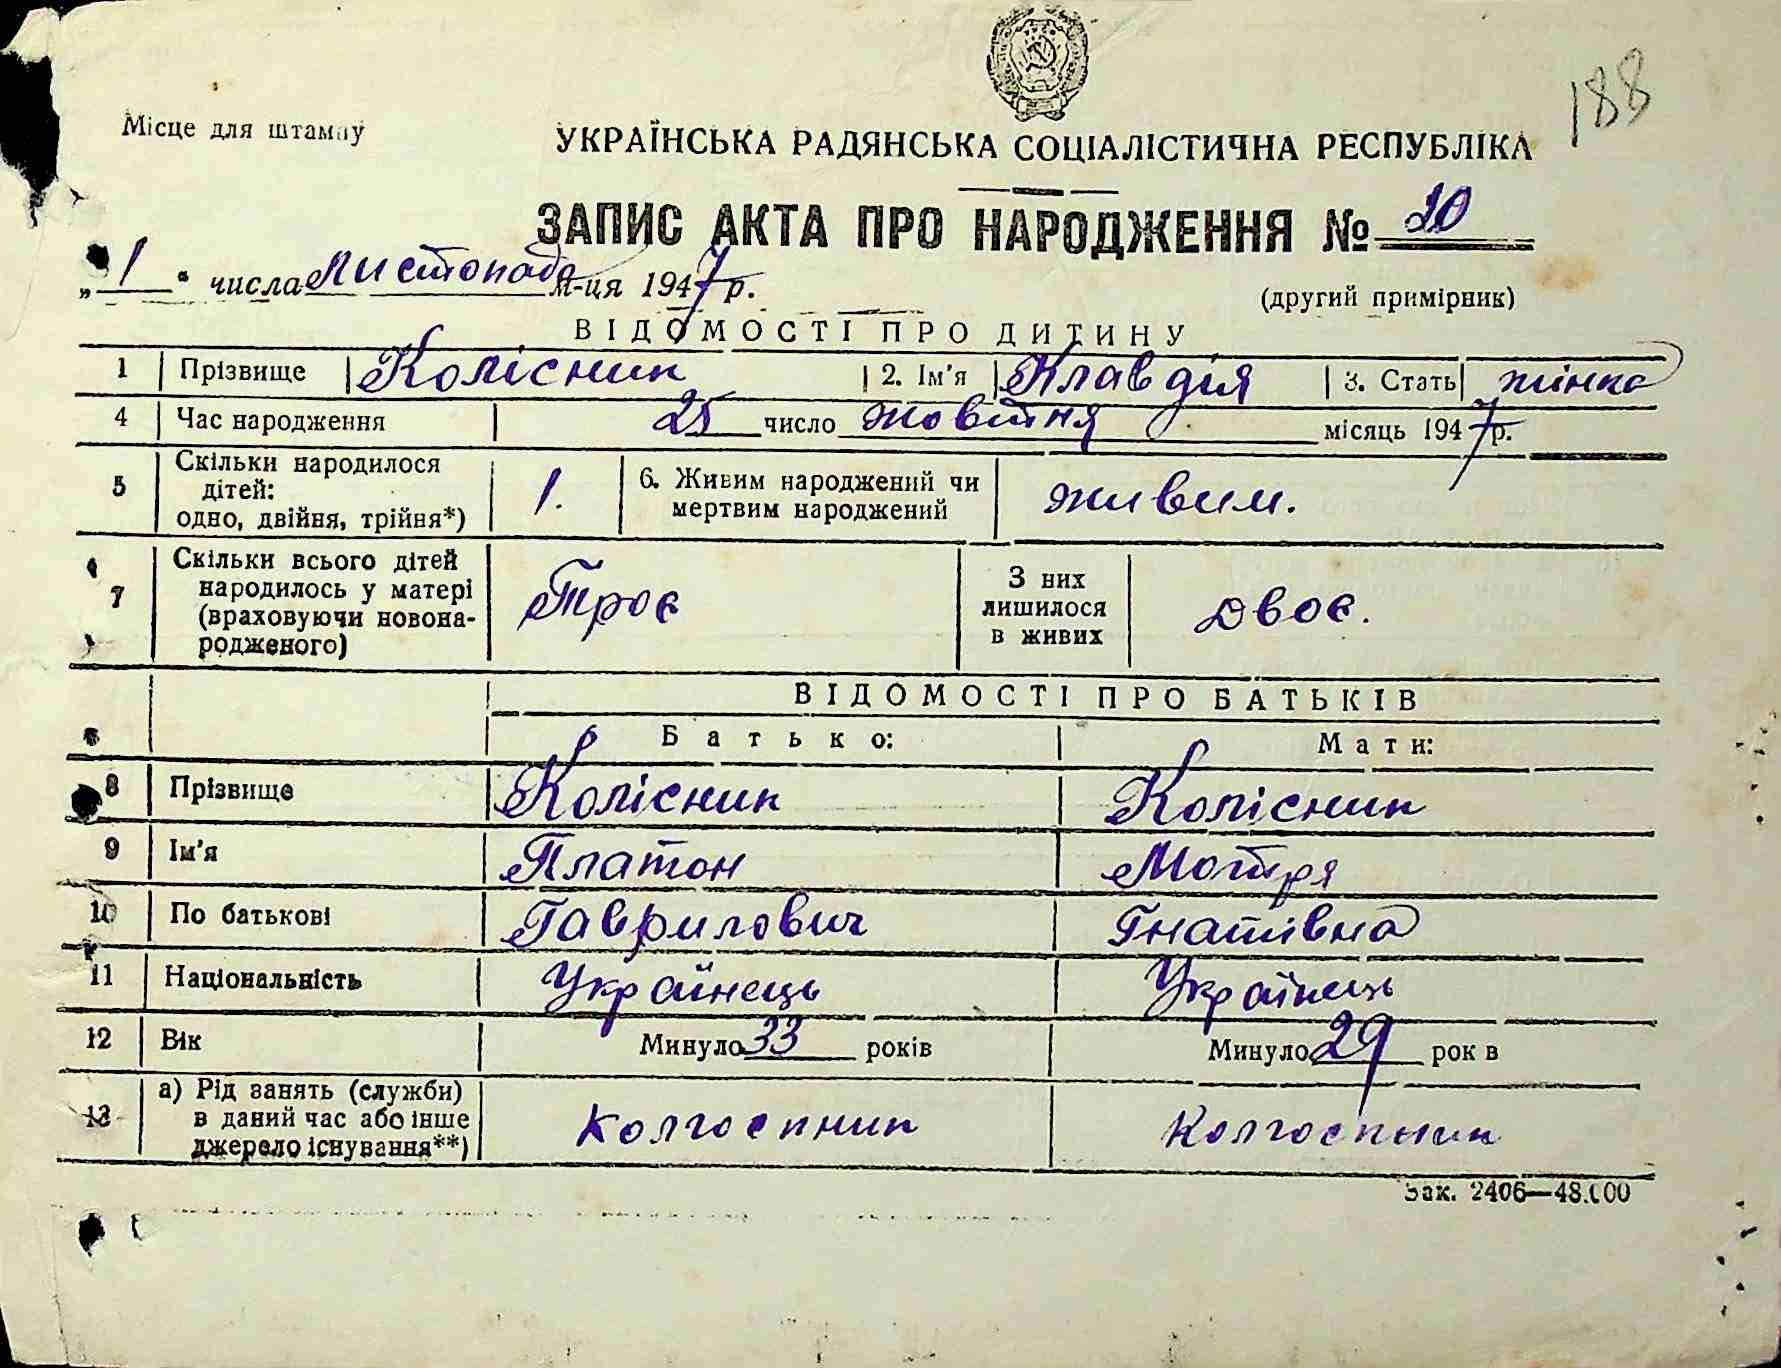 188
Місце для штампу
УКРАЇНСЬКА РАДЯНСЬКА СОЦІАЛІСТИЧНА РЕСПУБЛІКА
ЗАПИС АКТА ПРО НАРОДЖЕННЯ № 20
„1“ числа Листопада м-ця 1947 р.
(другий примірник)
ВІДОМОСТІ ПРО ДИТИНУ
1 Прізвище Колісник 2. Ім'я Клавдія 3. Стать жінка
4 Час народження 25 число жовтня місяць 1947 р.
5 Скільки народилося дітей: одно, двійня, трійня*) 1. 6. Живим народжений чи мертвим народжений живим.
7 Скільки всього дітей народилось у матері (враховуючи новонародженого) Троє З них лишилося в живих двоє.
ВІДОМОСТІ ПРО БАТЬКІВ
Батько: Мати:
8 Прізвище Колісник Колісник
9 Ім'я Платон Мотря
10 По батькові Гаврилович Гнатівна
11 Національність Українець Українець
12 Вік Минуло 33 років Минуло 29 рок в
13 а) Рід занять (служби) в даний час або інше джерело існування**) колгоспник колгоспник
Зак. 2406—48.000